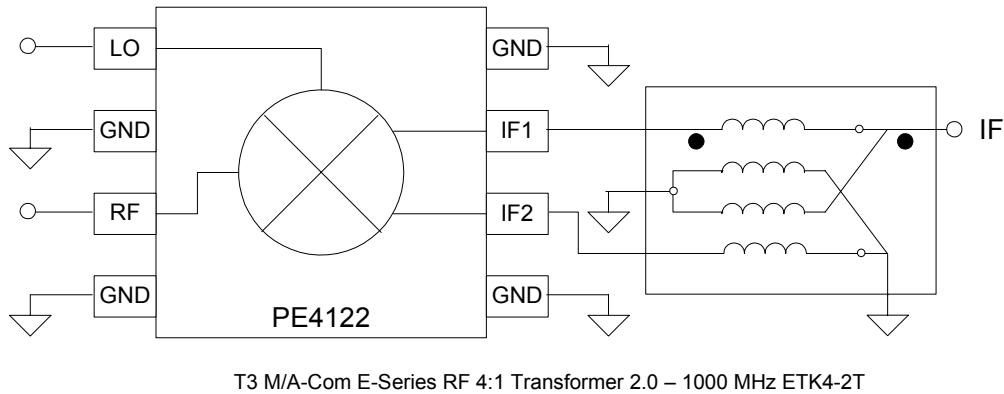 LO
GND
GND
IF1
IF
RF
IF2
GND
GND
PE4122
T3 M/A-Com E-Series RF 4:1 Transformer 2.0 – 1000 MHz ETK4-2T